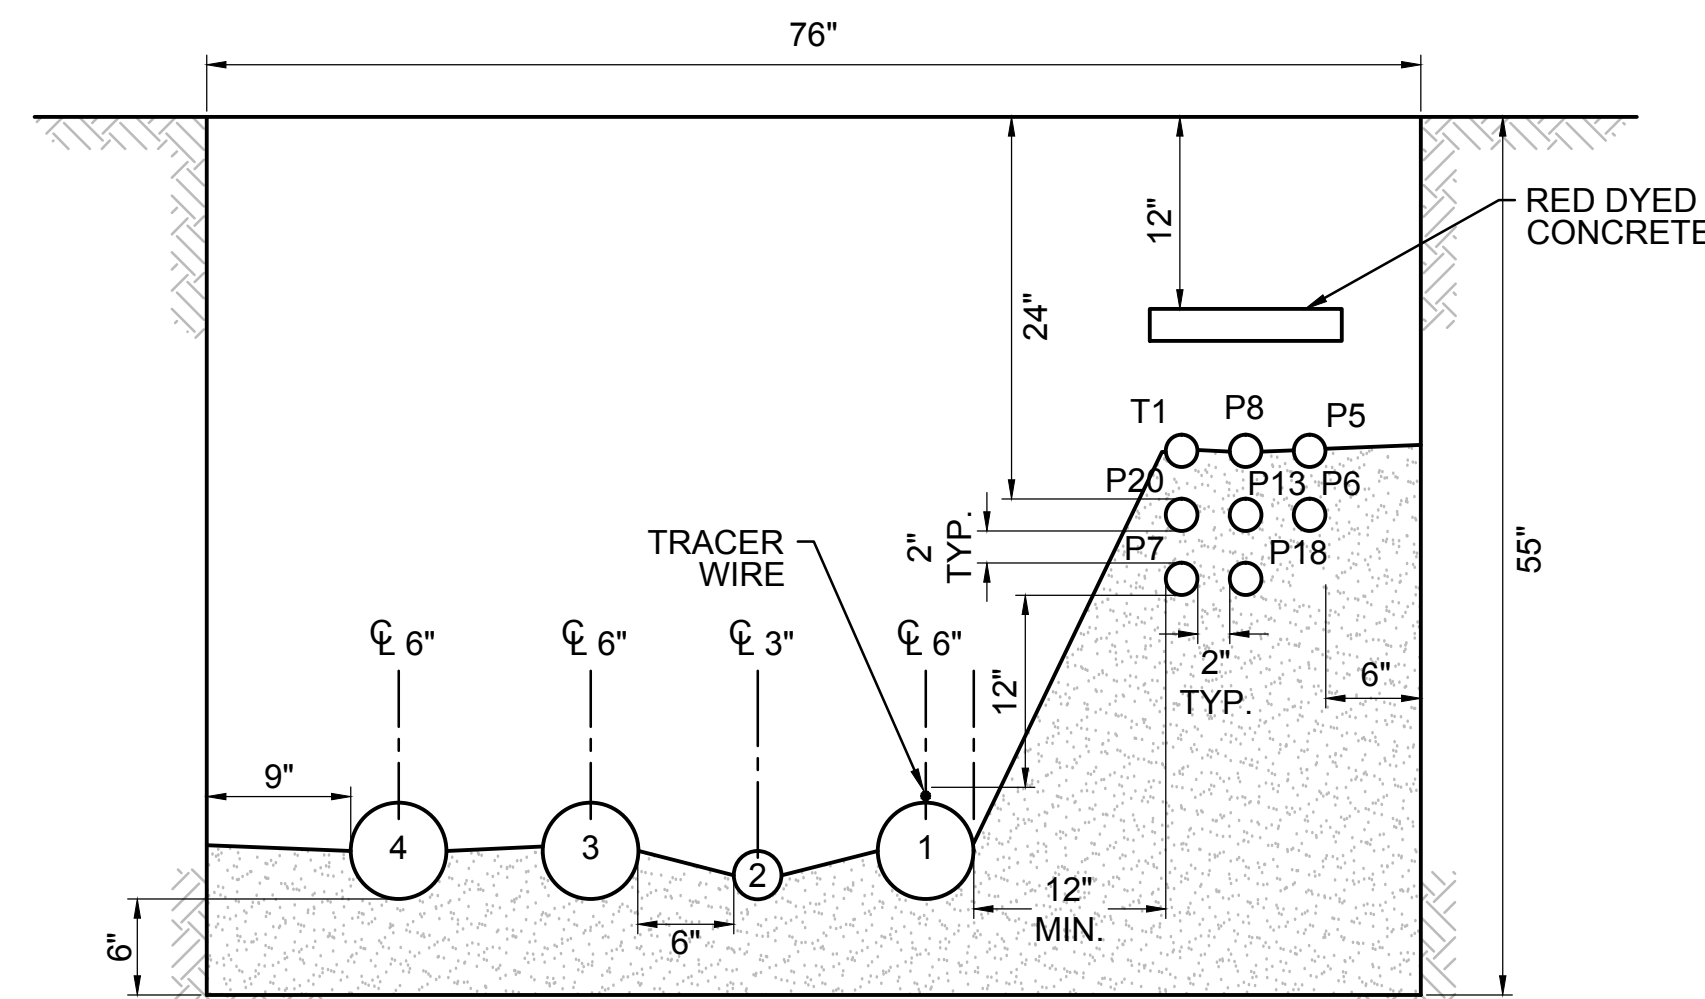 76"
12"
RED DYED
CONCRETE
24"
T1
P8
P5
P20
P13
P6
2"
TYP.
P7
P18
TRACER
WIRE
55"
℄ 6"
℄ 6"
℄ 3"
℄ 6"
12"
2"
TYP.
6"
9"
4
3
2
1
12"
MIN.
6"
6"